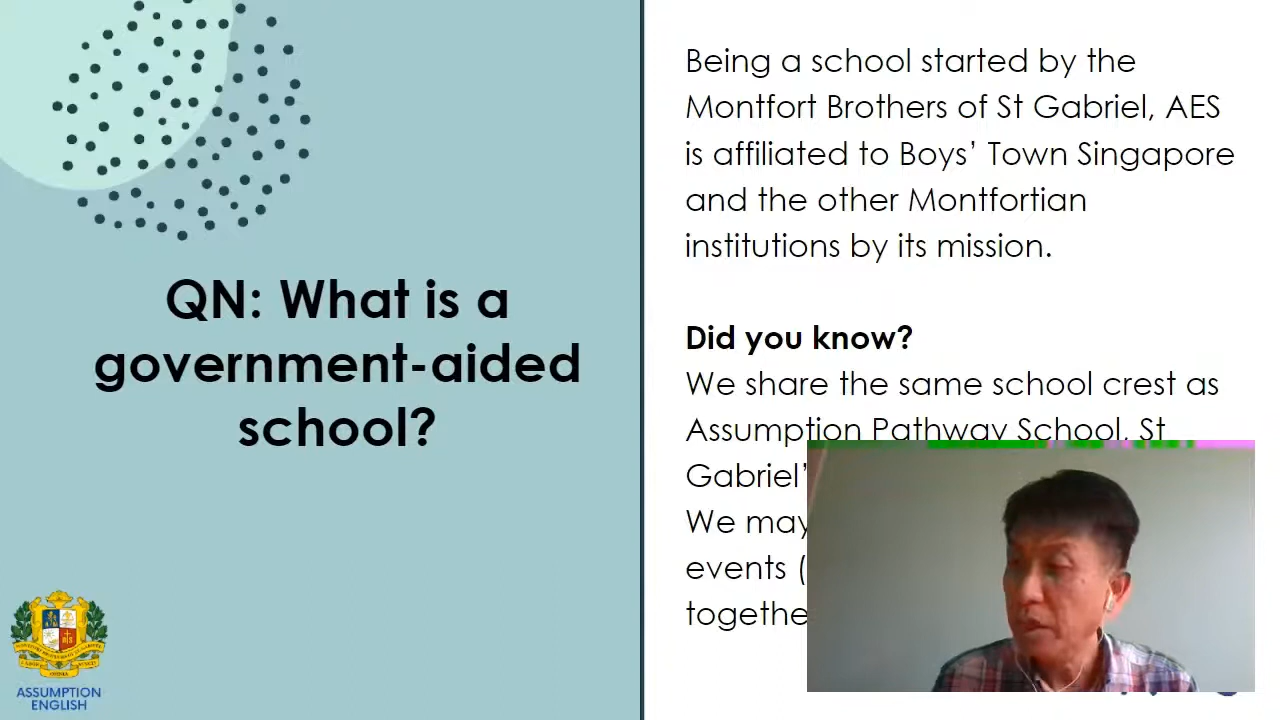 QN: What is a
government-aided
school?
Being a school started by the
Montfort Brothers of St Gabriel, AES
is affiliated to Boys’ Town Singapore
and the other Montfortian
institutions by its mission.
Did you know?
We share the same school crest as
Assumption Pathway School, St
Gabriel’
We may
events (
togethe
ASSUMPTION
ENGLISH